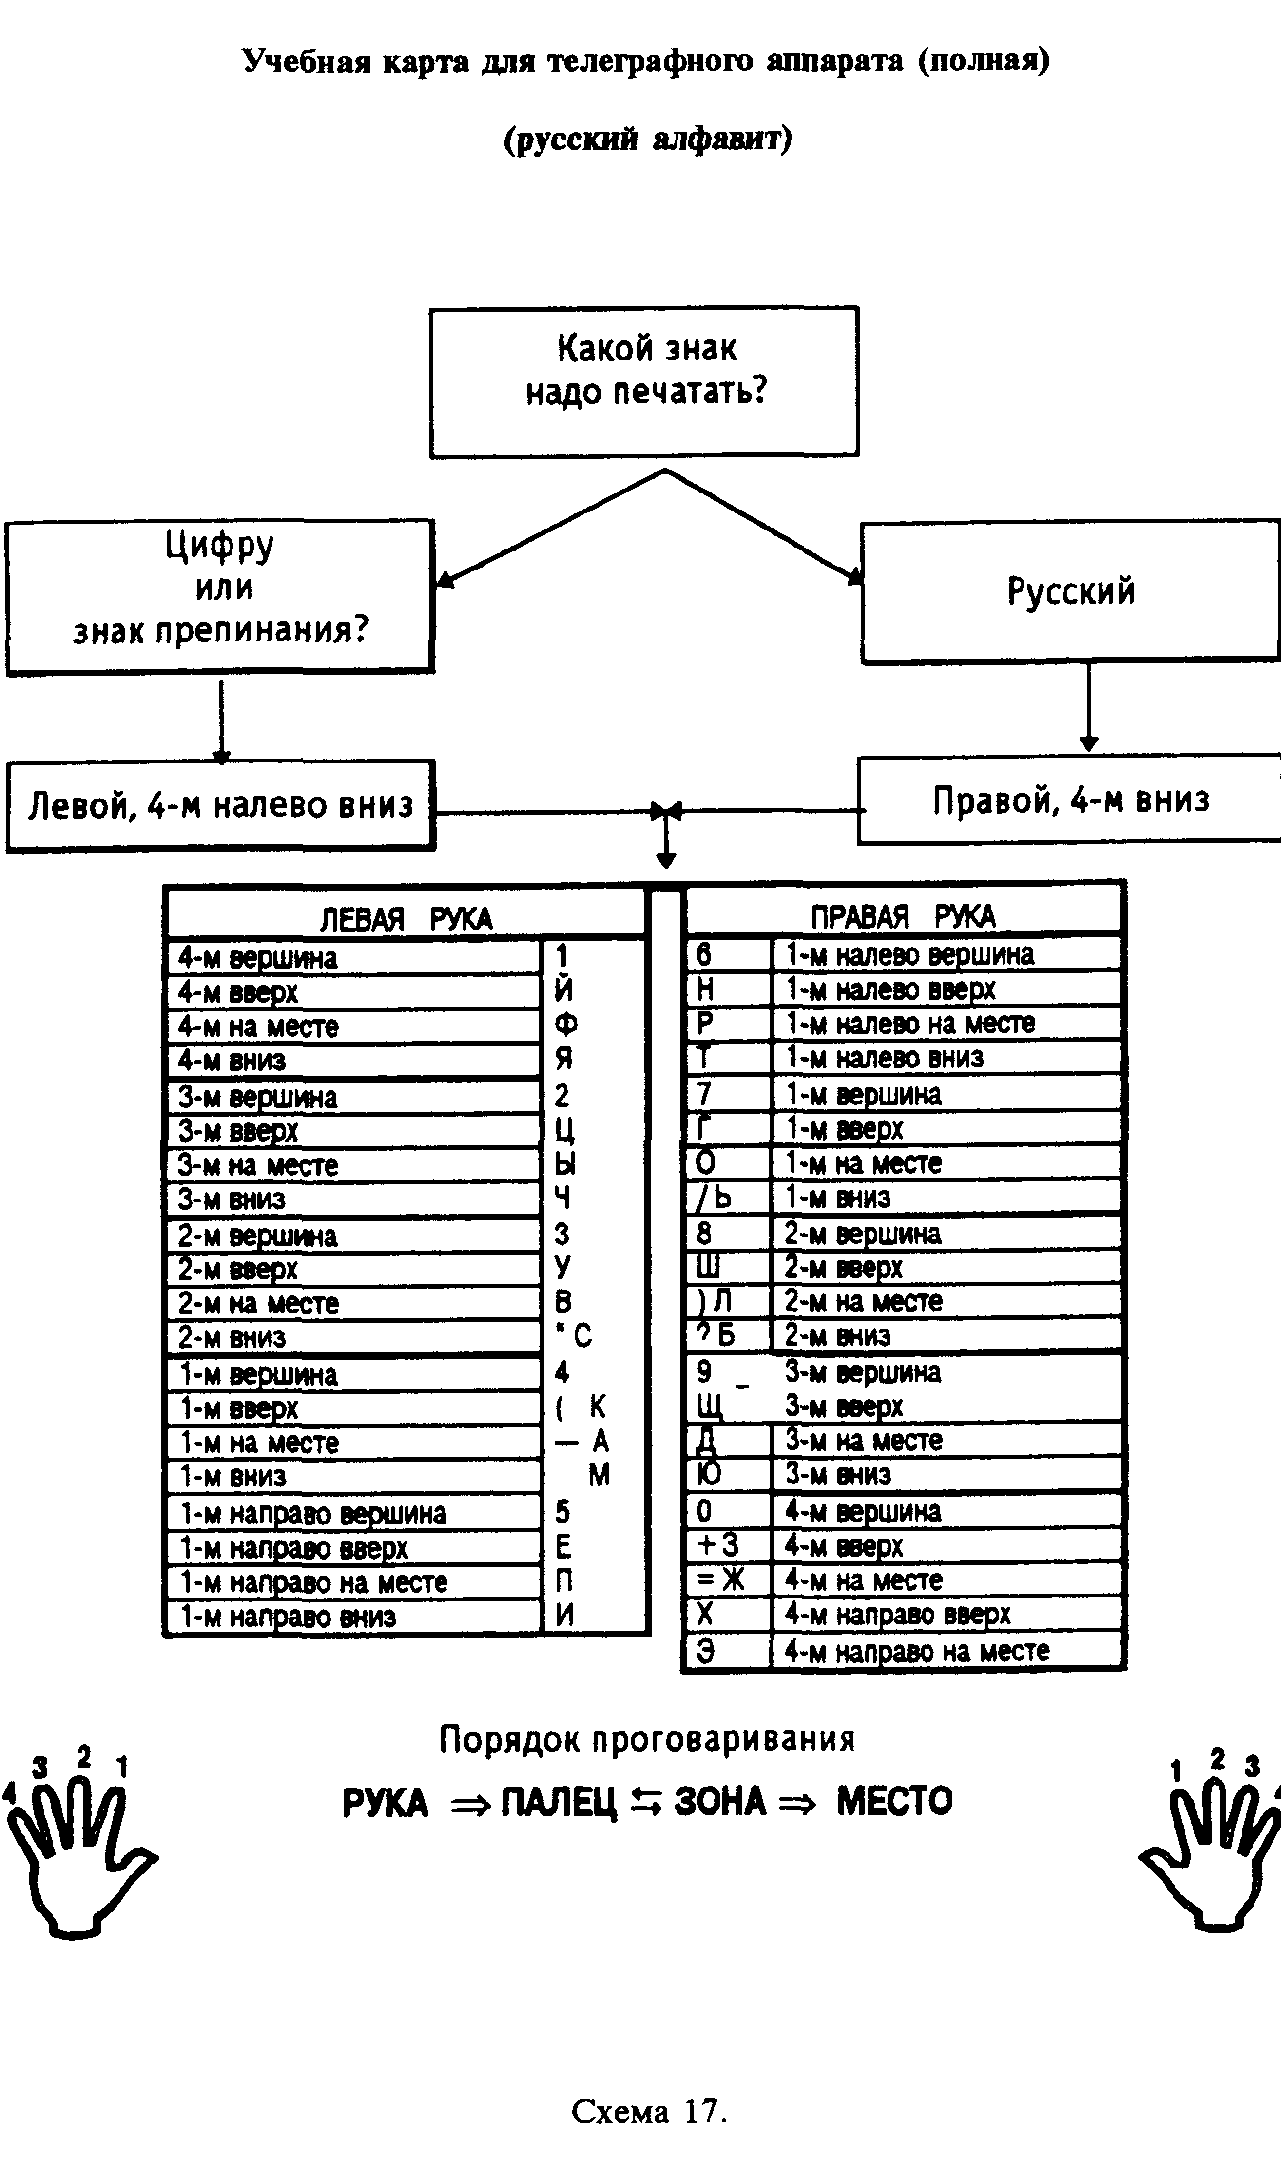 Учебная карта для телеграфного аппарата (полная)
(русский алфавит)
Какой знак
надо печатать?
Цифру
или
знак препинания?
Русский
Левой, 4-м налево вниз
Правой, 4-м вниз
ЛЕВАЯ РУКА
4-м вершина 1
4-м вверх Й
4-м на месте Ф
4-м вниз Я
3-м вершина 2
3-м вверх Ц
3-м на месте Ы
3-м вниз Ч
2-м вершина 3
2-м вверх У
2-м на месте В
2-м вниз " С
1-м вершина 4
1-м вверх ( К
1-м на месте — А
1-м вниз М
1-м направо вершина 5
1-м направо вверх Е
1-м направо на месте П
1-м направо вниз И
ПРАВАЯ РУКА
6 1-м налево вершина
Н 1-м налево вверх
Р 1-м налево на месте
Т 1-м налево вниз
7 1-м вершина
Г 1-м вверх
О 1-м на месте
/ Ь 1-м вниз
8 2-м вершина
Ш 2-м вверх
) Л 2-м на месте
? Б 2-м вниз
9 3-м вершина
Щ 3-м вверх
Д 3-м на месте
Ю 3-м вниз
0 4-м вершина
+ З 4-м вверх
= Ж 4-м на месте
Х 4-м направо вверх
Э 4-м направо на месте
Порядок проговаривания
РУКА ⇒ ПАЛЕЦ ⇆ ЗОНА ⇒ МЕСТО
4 3 2 1
1 2 3
Схема 17.